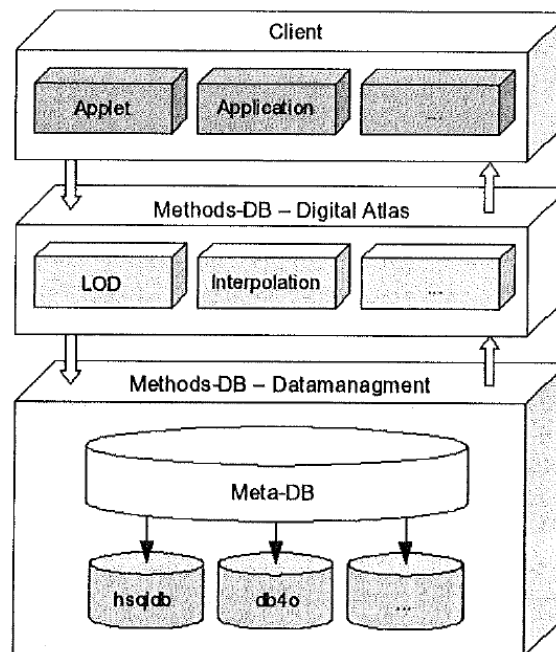 Client
Applet
Application
...
Methods-DB – Digital Atlas
LOD
Interpolation
...
Methods-DB – Datamanagment
Meta-DB
hsqldb
db4o
...